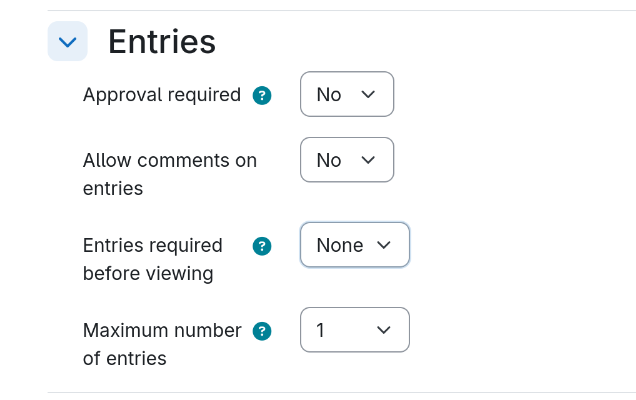 Entries
Approval required ? No
Allow comments on entries No
Entries required before viewing ? None
Maximum number of entries ? 1